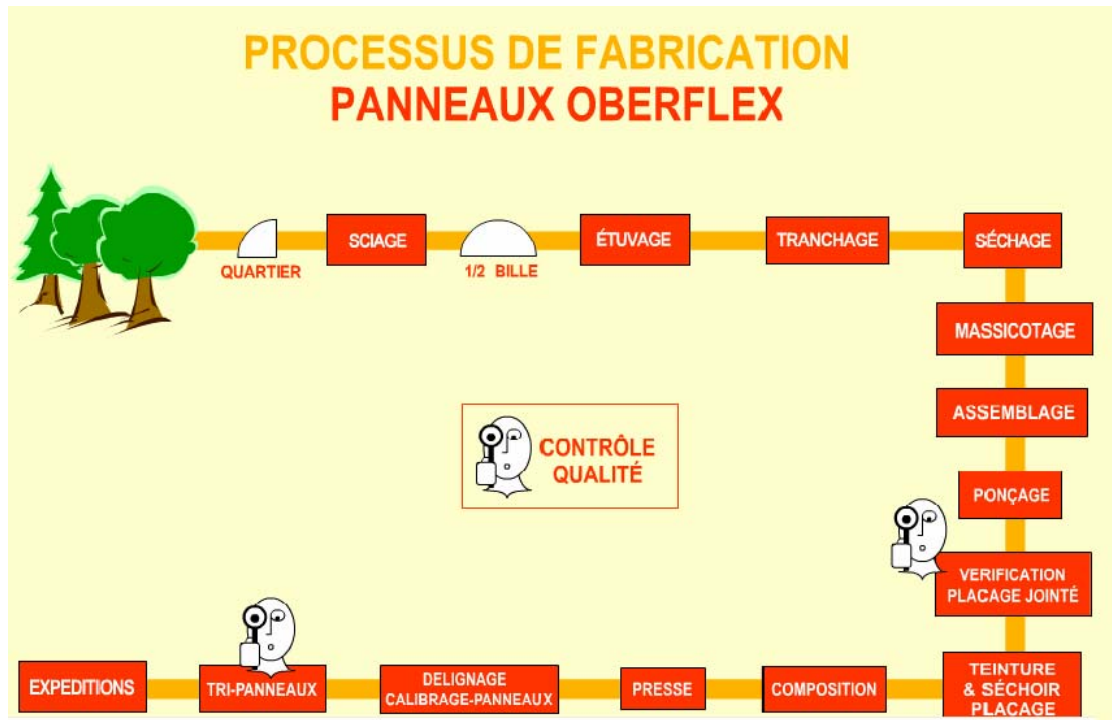 PROCESSUS DE FABRICATION
PANNEAUX OBERFLEX
QUARTIER
SCIAGE
1/2 BILLE
ÉTUVAGE
TRANCHAGE
SÉCHAGE
MASSICOTAGE
ASSEMBLAGE
CONTRÔLE
QUALITÉ
PONÇAGE
VERIFICATION
PLACAGE JOINTÉ
EXPEDITIONS
TRI-PANNEAUX
DELIGNAGE
CALIBRAGE-PANNEAUX
PRESSE
COMPOSITION
TEINTURE
& SÉCHOIR
PLACAGE